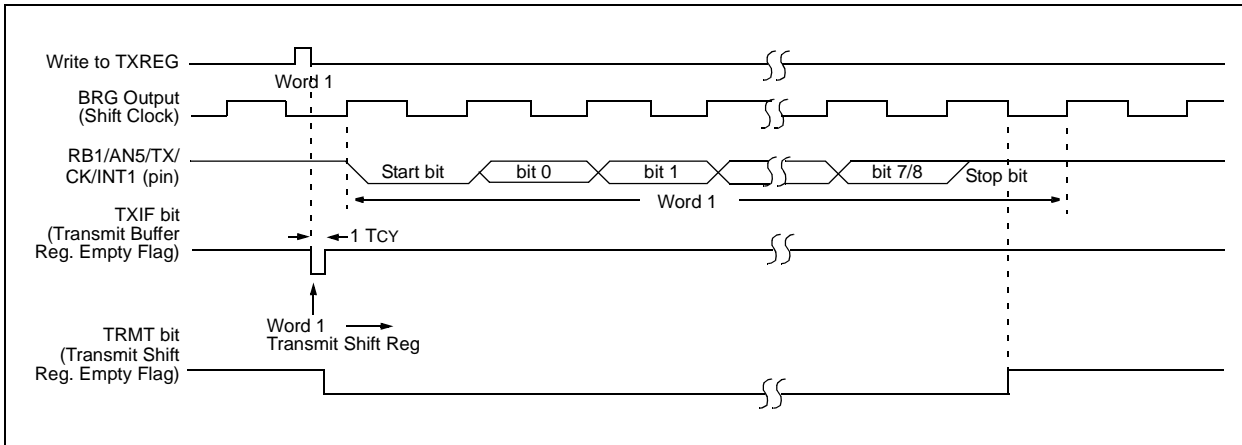 Write to TXREG
Word 1
BRG Output
(Shift Clock)
RB1/AN5/TX/
CK/INT1 (pin)
Start bit
bit 0
bit 1
bit 7/8
Stop bit
Word 1
TXIF bit
(Transmit Buffer
Reg. Empty Flag)
1 TCY
Word 1
Transmit Shift Reg
TRMT bit
(Transmit Shift
Reg. Empty Flag)